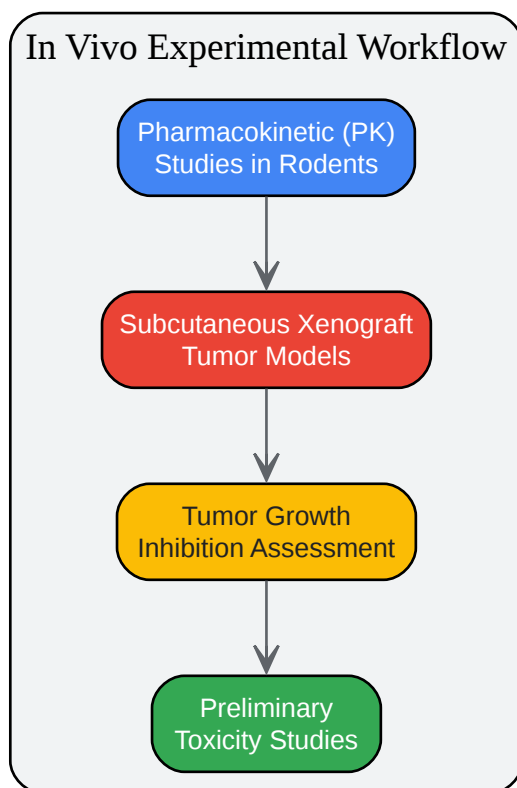 In Vivo Experimental Workflow
Pharmacokinetic (PK)
Studies in Rodents
Subcutaneous Xenograft
Tumor Models
Tumor Growth
Inhibition Assessment
Preliminary
Toxicity Studies